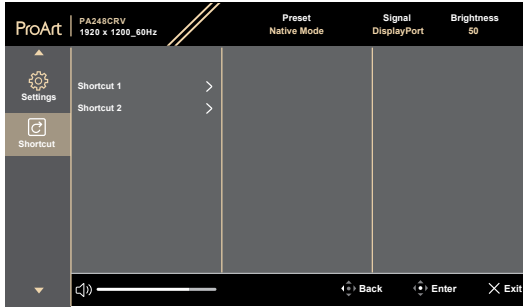 ProArt
PA248CRV
1920 x 1200_60Hz
Preset
Native Mode
Signal
DisplayPort
Brightness
50
Settings
Shortcut
Shortcut 1
Shortcut 2
Back
Enter
Exit